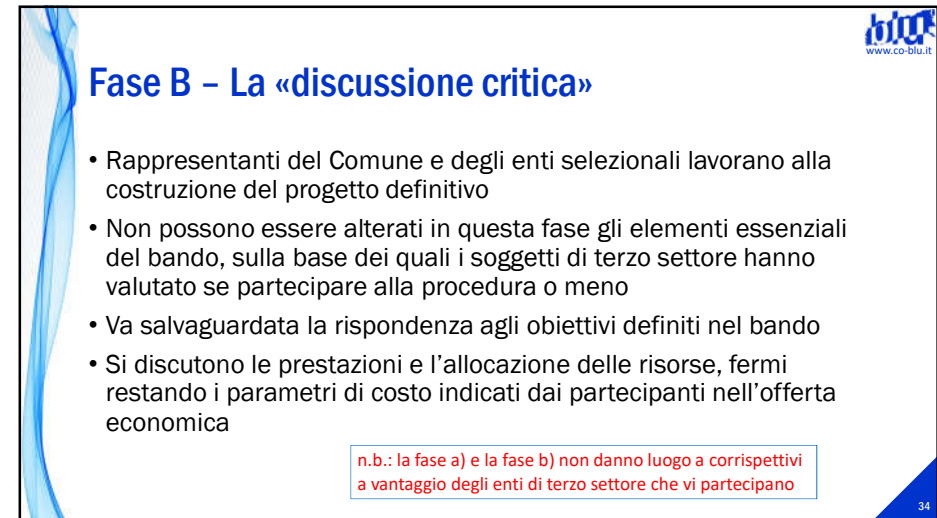 blu
www.co-blu.it
Fase B – La «discussione critica»
• Rappresentanti del Comune e degli enti selezionali lavorano alla
costruzione del progetto definitivo
• Non possono essere alterati in questa fase gli elementi essenziali
del bando, sulla base dei quali i soggetti di terzo settore hanno
valutato se partecipare alla procedura o meno
• Va salvaguardata la rispondenza agli obiettivi definiti nel bando
• Si discutono le prestazioni e l’allocazione delle risorse, fermi
restando i parametri di costo indicati dai partecipanti nell’offerta
economica
n.b.: la fase a) e la fase b) non danno luogo a corrispettivi
a vantaggio degli enti di terzo settore che vi partecipano
34